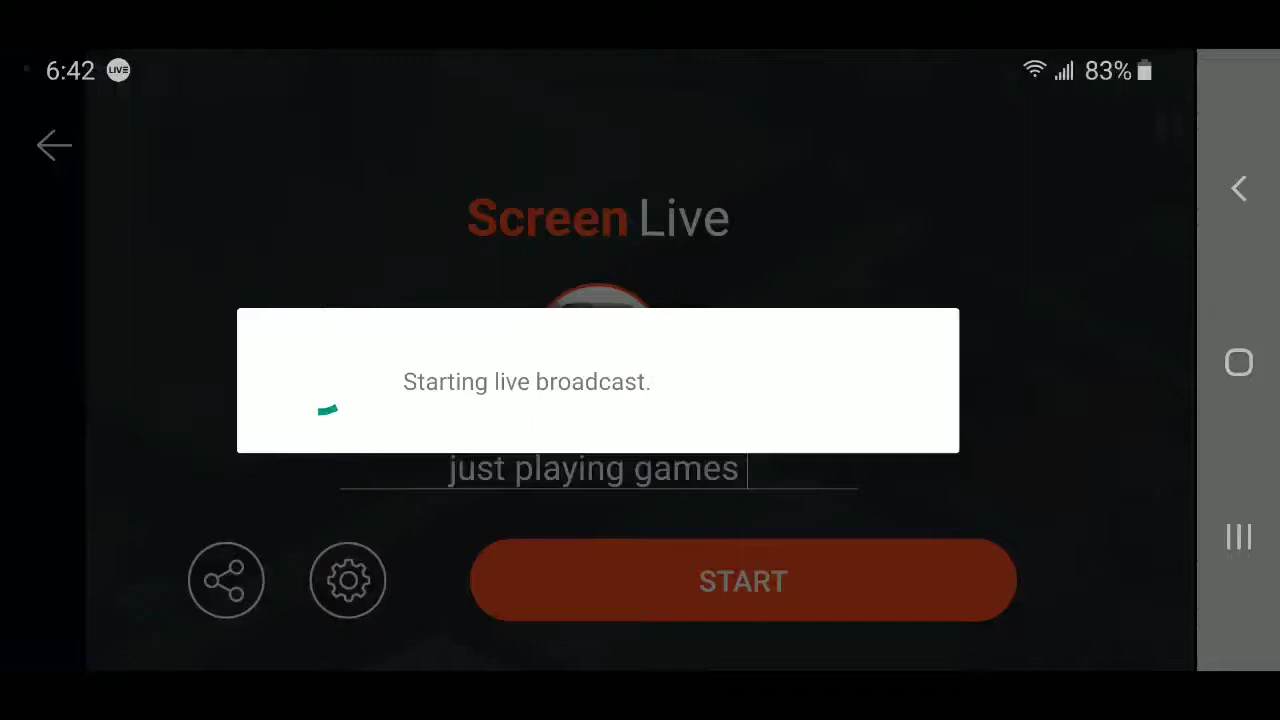 6:42 LIVE 83%
Screen Live
Starting live broadcast.
just playing games
START